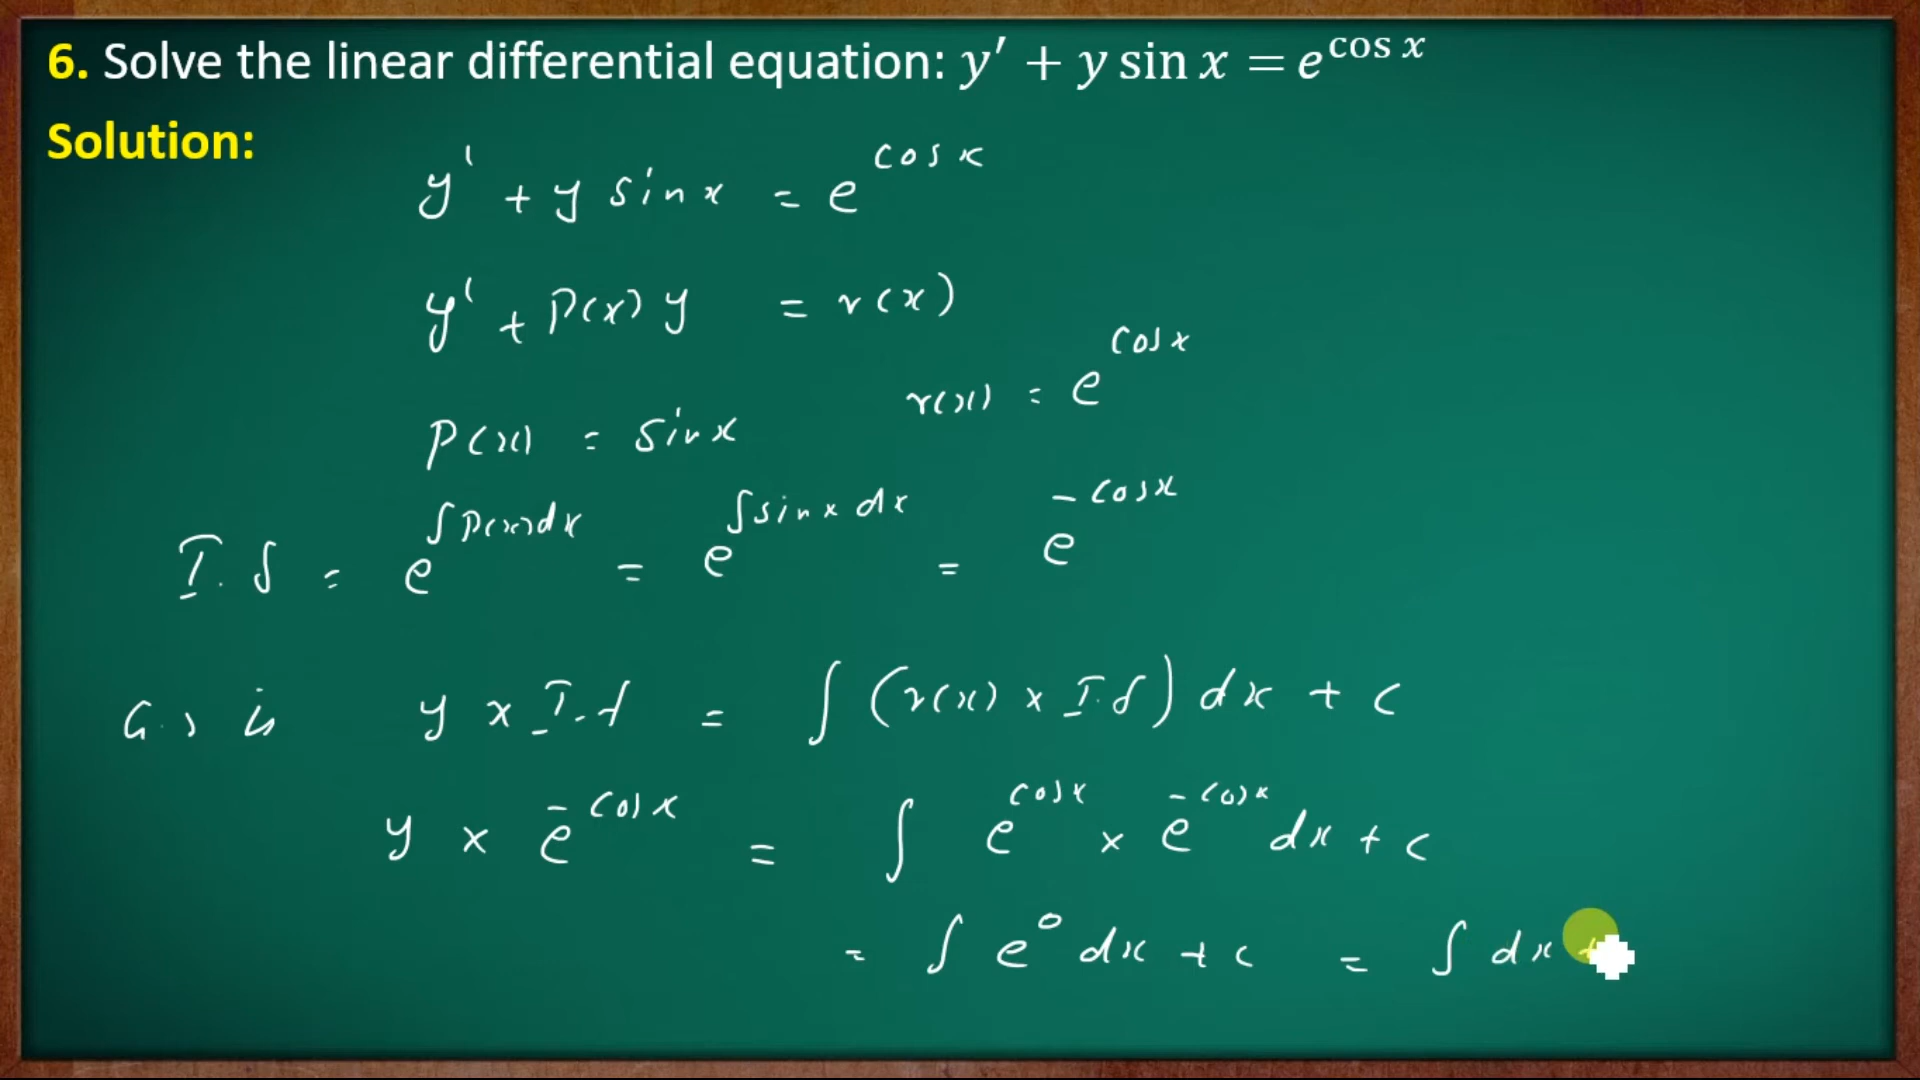 6. Solve the linear differential equation: y′ + y sin x = e^{cos x}
Solution:
y' + y sin x = e^{cos x}
y' + P(x) y = r(x)
P(x) = sin x r(x) = e^{cos x}
I.f = e^{∫P(x)dx} = e^{∫sin x dx} = e^{-cos x}
G.s is y × I.f = ∫(r(x) × I.f) dx + c
y × e^{-cos x} = ∫ e^{cos x} × e^{-cos x} dx + c
= ∫ e^0 dx + c = ∫ dx +